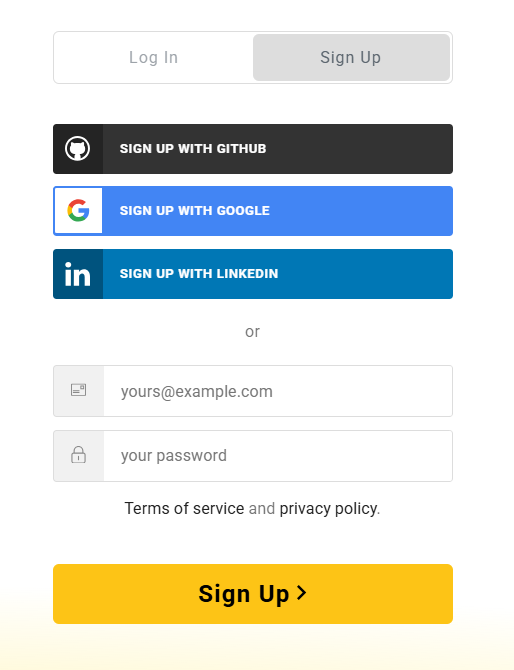 Log In
Sign Up
SIGN UP WITH GITHUB
SIGN UP WITH GOOGLE
in SIGN UP WITH LINKEDIN
or
yours@example.com
your password
Terms of service and privacy policy.
Sign Up